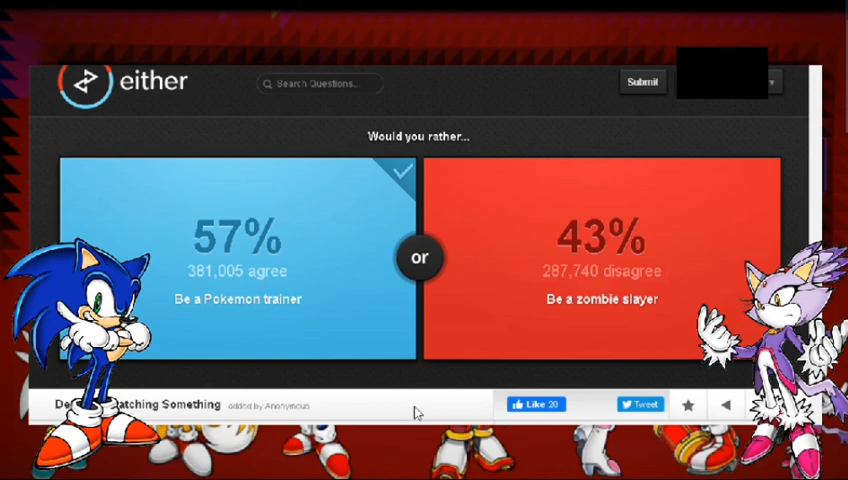 either
Search Questions...
Submit
Would you rather...
57%
381,005 agree
Be a Pokemon trainer
or
43%
287,740 disagree
Be a zombie slayer
atching Something
added by Anonymous
Like 20
Tweet